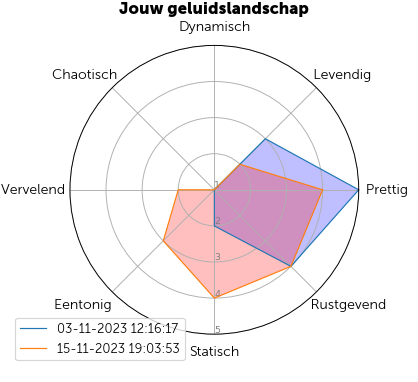 Jouw geluidslandschap
Dynamisch
Chaotisch
Levendig
Vervelend
Prettig
1
2
3
4
5
Eentonig
Rustgevend
Statisch
03-11-2023 12:16:17
15-11-2023 19:03:53